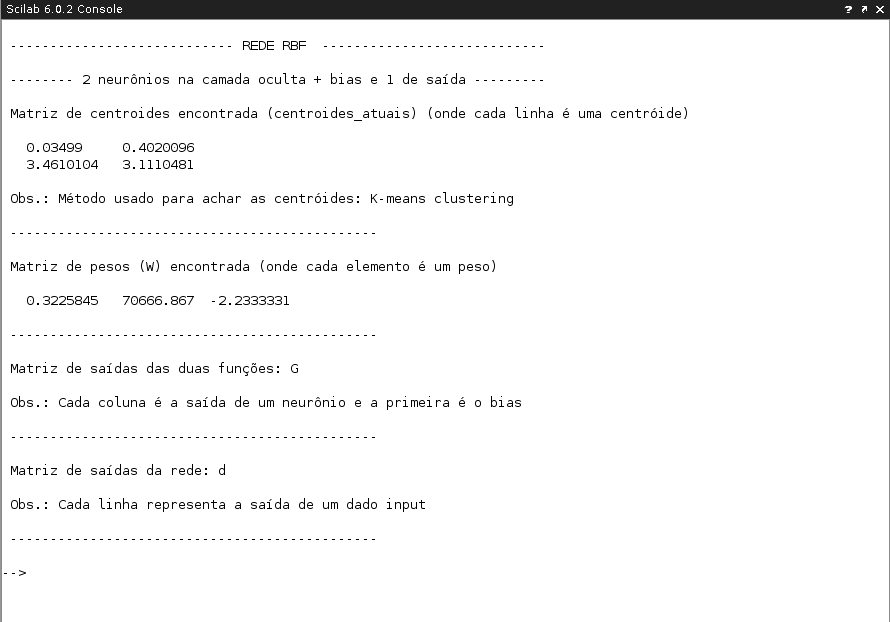 Scilab 6.0.2 Console
---------------------------- REDE RBF ----------------------------
-------- 2 neurônios na camada oculta + bias e 1 de saída ---------
Matriz de centroides encontrada (centroides_atuais) (onde cada linha é uma centróide)
0.03499 0.4020096
3.4610104 3.1110481
Obs.: Método usado para achar as centróides: K-means clustering
----------------------------------------------
Matriz de pesos (W) encontrada (onde cada elemento é um peso)
0.3225845 70666.867 -2.2333331
----------------------------------------------
Matriz de saídas das duas funções: G
Obs.: Cada coluna é a saída de um neurônio e a primeira é o bias
----------------------------------------------
Matriz de saídas da rede: d
Obs.: Cada linha representa a saída de um dado input
----------------------------------------------
-->